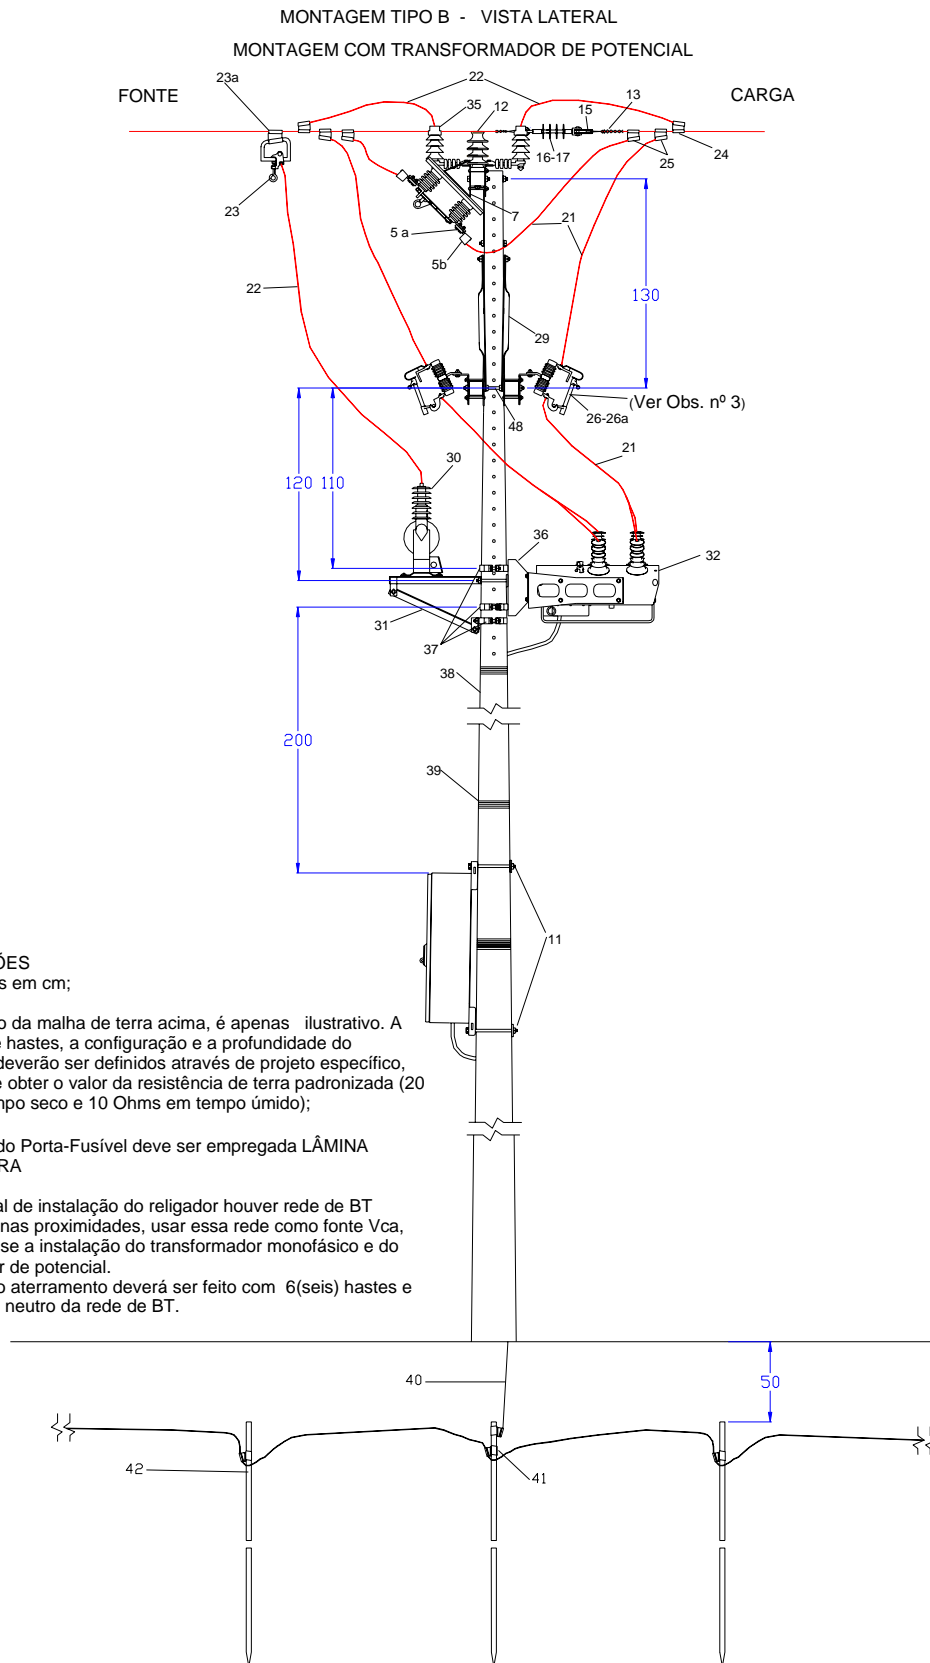 MONTAGEM TIPO B - VISTA LATERAL
MONTAGEM COM TRANSFORMADOR DE POTENCIAL
23a
22
FONTE
CARGA
35
12
13
15
16-17
25
24
23
7
5 a
5b
21
22
130
29
(Ver Obs. nº 3)
26-26a
48
21
30
120
110
36
32
31
37
38
200
39
11
ÕES
s em cm;
o da malha de terra acima, é apenas ilustrativo. A
e hastes, a configuração e a profundidade do
deverão ser definidos através de projeto específico,
e obter o valor da resistência de terra padronizada (20
mpo seco e 10 Ohms em tempo úmido);
do Porta-Fusível deve ser empregada LÂMINA
RA
al de instalação do religador houver rede de BT
nas proximidades, usar essa rede como fonte Vca,
se a instalação do transformador monofásico e do
r de potencial.
o aterramento deverá ser feito com 6(seis) hastes e
neutro da rede de BT.
40
50
42
41